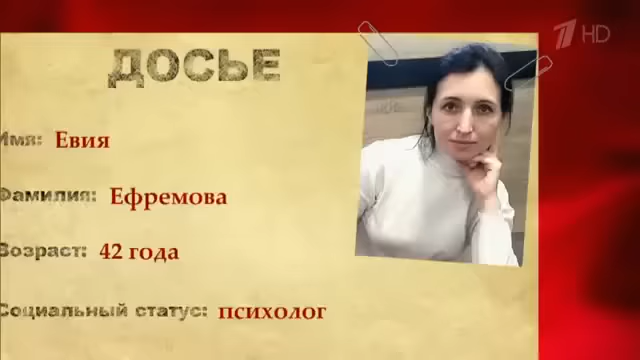 ДОСЬЕ
1 HD
Имя: Евия
Фамилия: Ефремова
Возраст: 42 года
Социальный статус: психолог